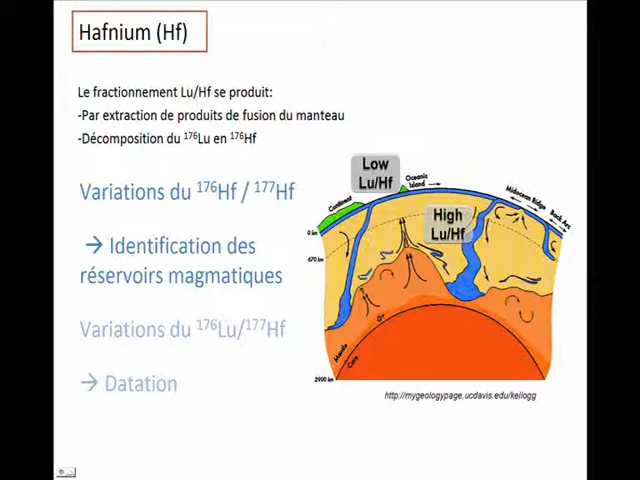 Hafnium (Hf)
Le fractionnement Lu/Hf se produit:
-Par extraction de produits de fusion du manteau
-Décomposition du ¹⁷⁶Lu en ¹⁷⁶Hf
Variations du ¹⁷⁶Hf / ¹⁷⁷Hf
→ Identification des
réservoirs magmatiques
Variations du ¹⁷⁶Lu/¹⁷⁷Hf
→ Datation
Low
Lu/Hf
High
Lu/Hf
Continent
Oceanic
Island
Midocean Ridge
Back Arc
0 km
670 km
D"
Mantle
Core
2900 km
http://mygeologypage.ucdavis.edu/kellogg